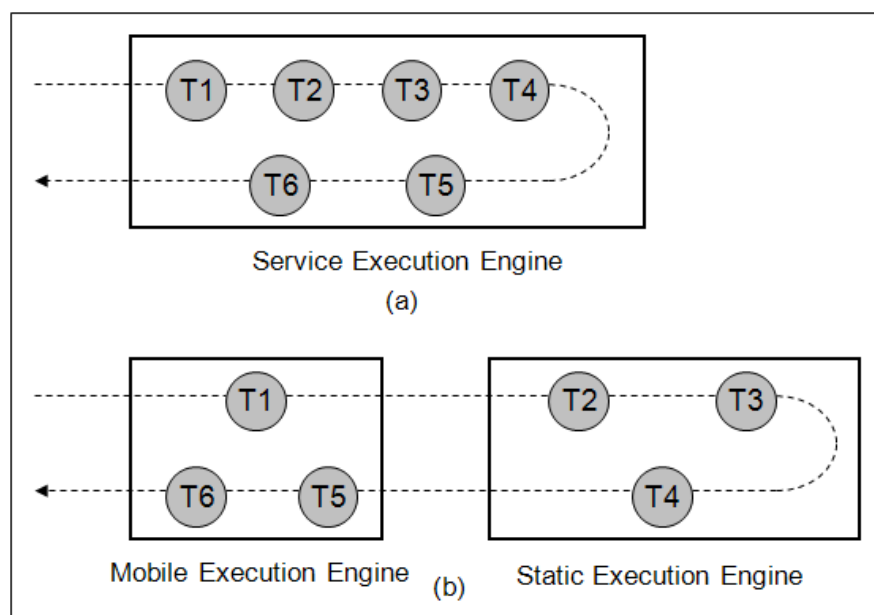 T1 T2 T3 T4
T6 T5
Service Execution Engine
(a)
T1 T2 T3
T6 T5 T4
Mobile Execution Engine (b) Static Execution Engine